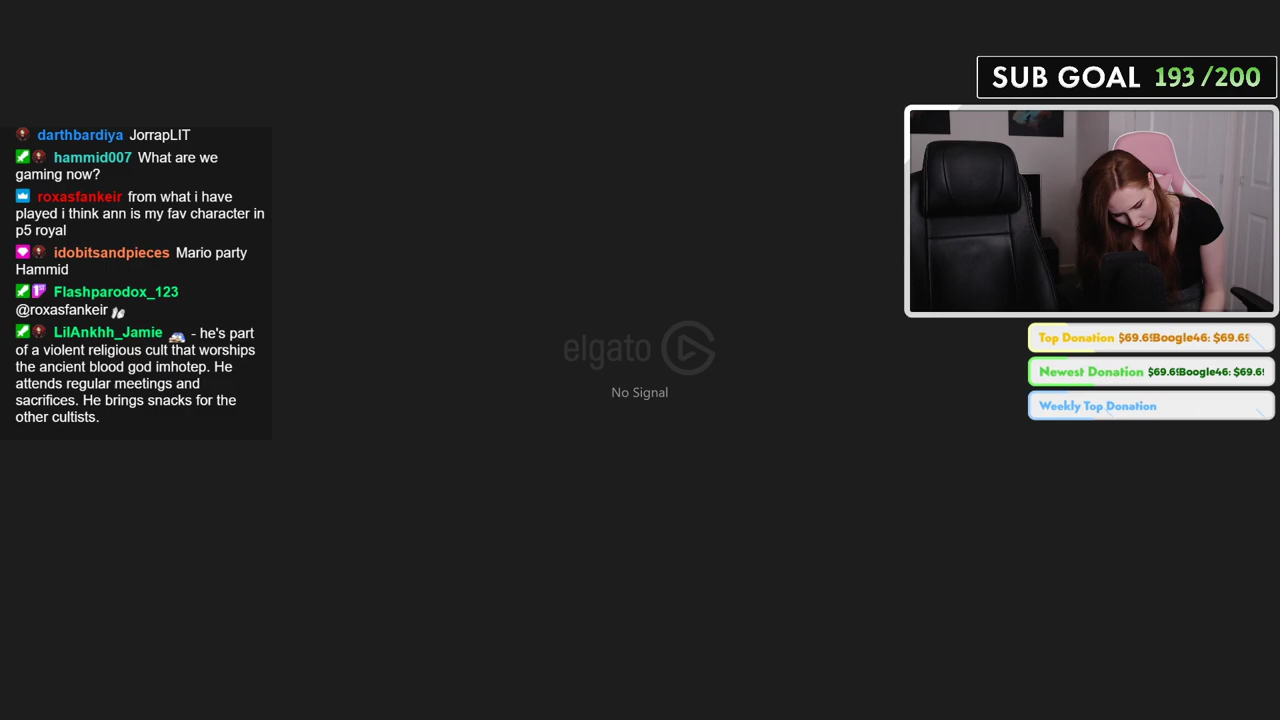 SUB GOAL 193/200
darthbardiya JorrapLIT
hammid007 What are we
gaming now?
roxasfankeir from what i have
played i think ann is my fav character in
p5 royal
idobitsandpieces Mario party
Hammid
Flashparodox_123
@roxasfankeir
LilAnkhh_Jamie - he's part
of a violent religious cult that worships
the ancient blood god imhotep. He
attends regular meetings and
sacrifices. He brings snacks for the
other cultists.
elgato
No Signal
Top Donation $69.69 Boogle46: $69.69
Newest Donation $69.69 Boogle46: $69.69
Weekly Top Donation